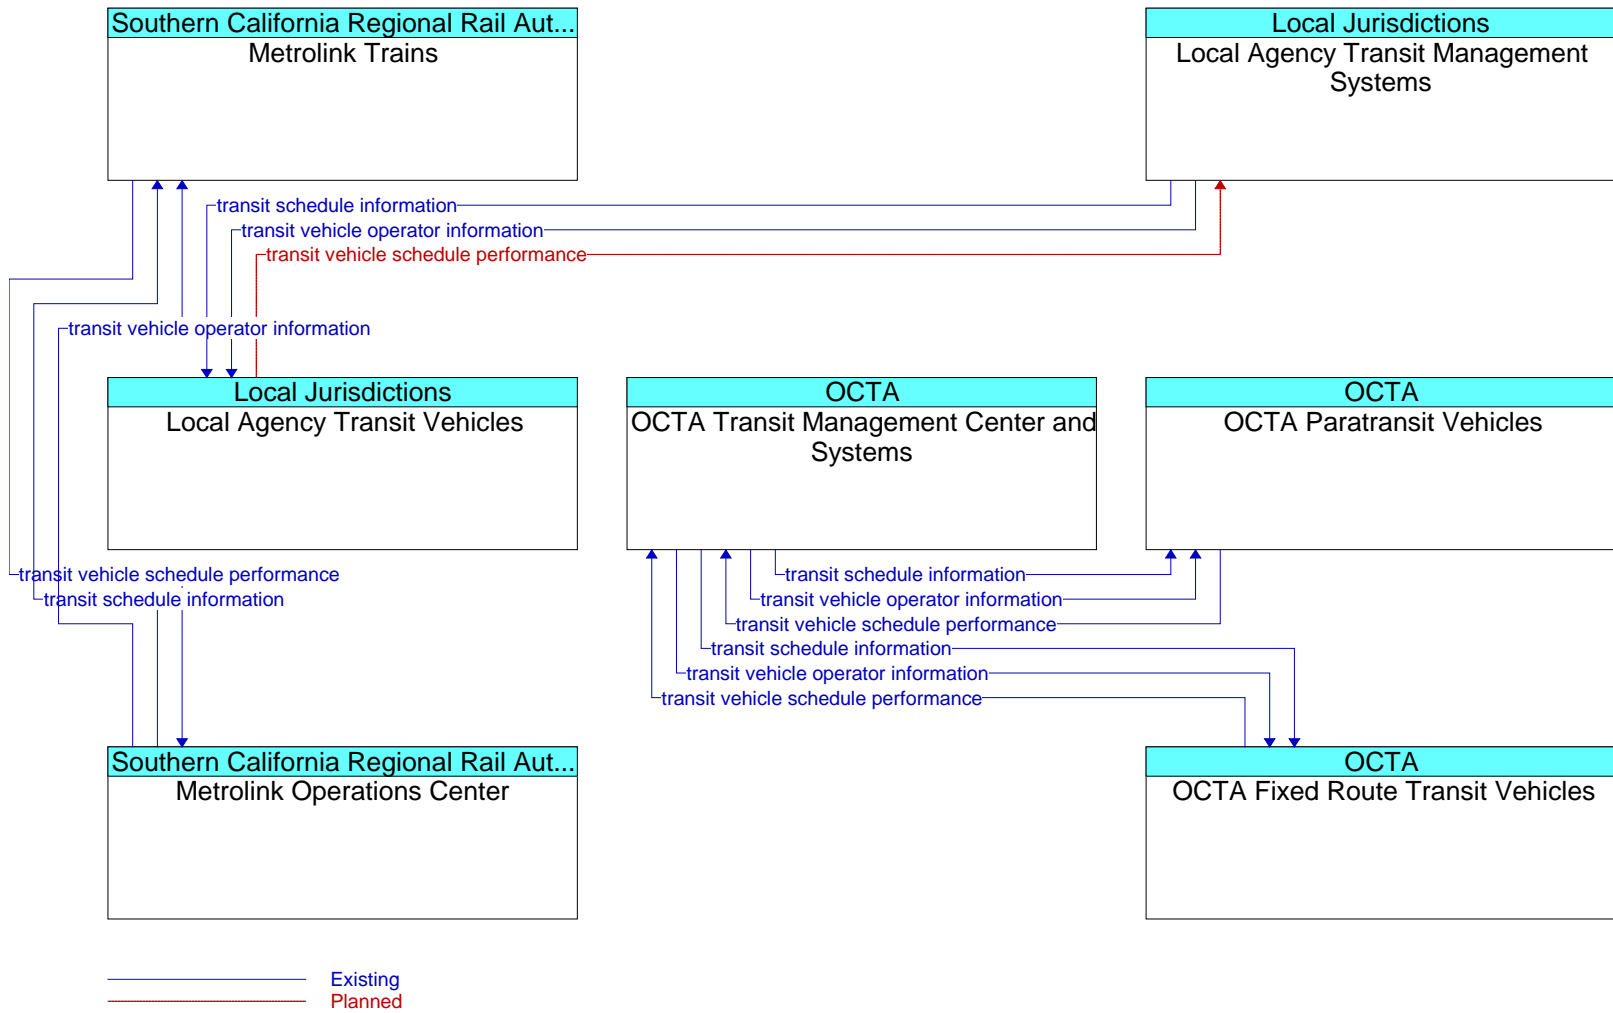 Southern California Regional Rail Aut...
Metrolink Trains
Local Jurisdictions
Local Agency Transit Management
Systems
transit schedule information
transit vehicle operator information
transit vehicle schedule performance
transit vehicle operator information
Local Jurisdictions
Local Agency Transit Vehicles
OCTA
OCTA Transit Management Center and
Systems
OCTA
OCTA Paratransit Vehicles
transit vehicle schedule performance
transit schedule information
transit schedule information
transit vehicle operator information
transit vehicle schedule performance
transit schedule information
transit vehicle operator information
transit vehicle schedule performance
Southern California Regional Rail Aut...
Metrolink Operations Center
OCTA
OCTA Fixed Route Transit Vehicles
Existing
Planned